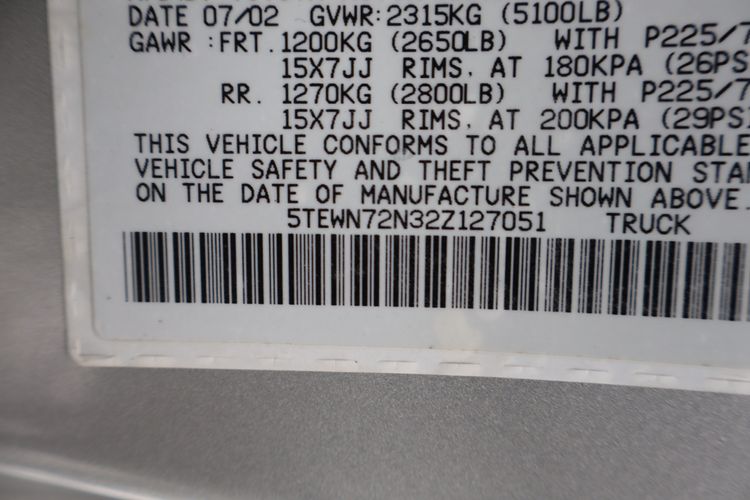 DATE 07/02 GVWR:2315KG (5100LB)
GAWR :FRT. 1200KG (2650LB) WITH P225/7
15X7JJ RIMS, AT 180KPA (26PS
RR. 1270KG (2800LB) WITH P225/7
15X7JJ RIMS, AT 200KPA (29PSI
THIS VEHICLE CONFORMS TO ALL APPLICABLE
VEHICLE SAFETY AND THEFT PREVENTION STA
ON THE DATE OF MANUFACTURE SHOWN ABOVE.
5TEWN72N32Z127051 TRUCK